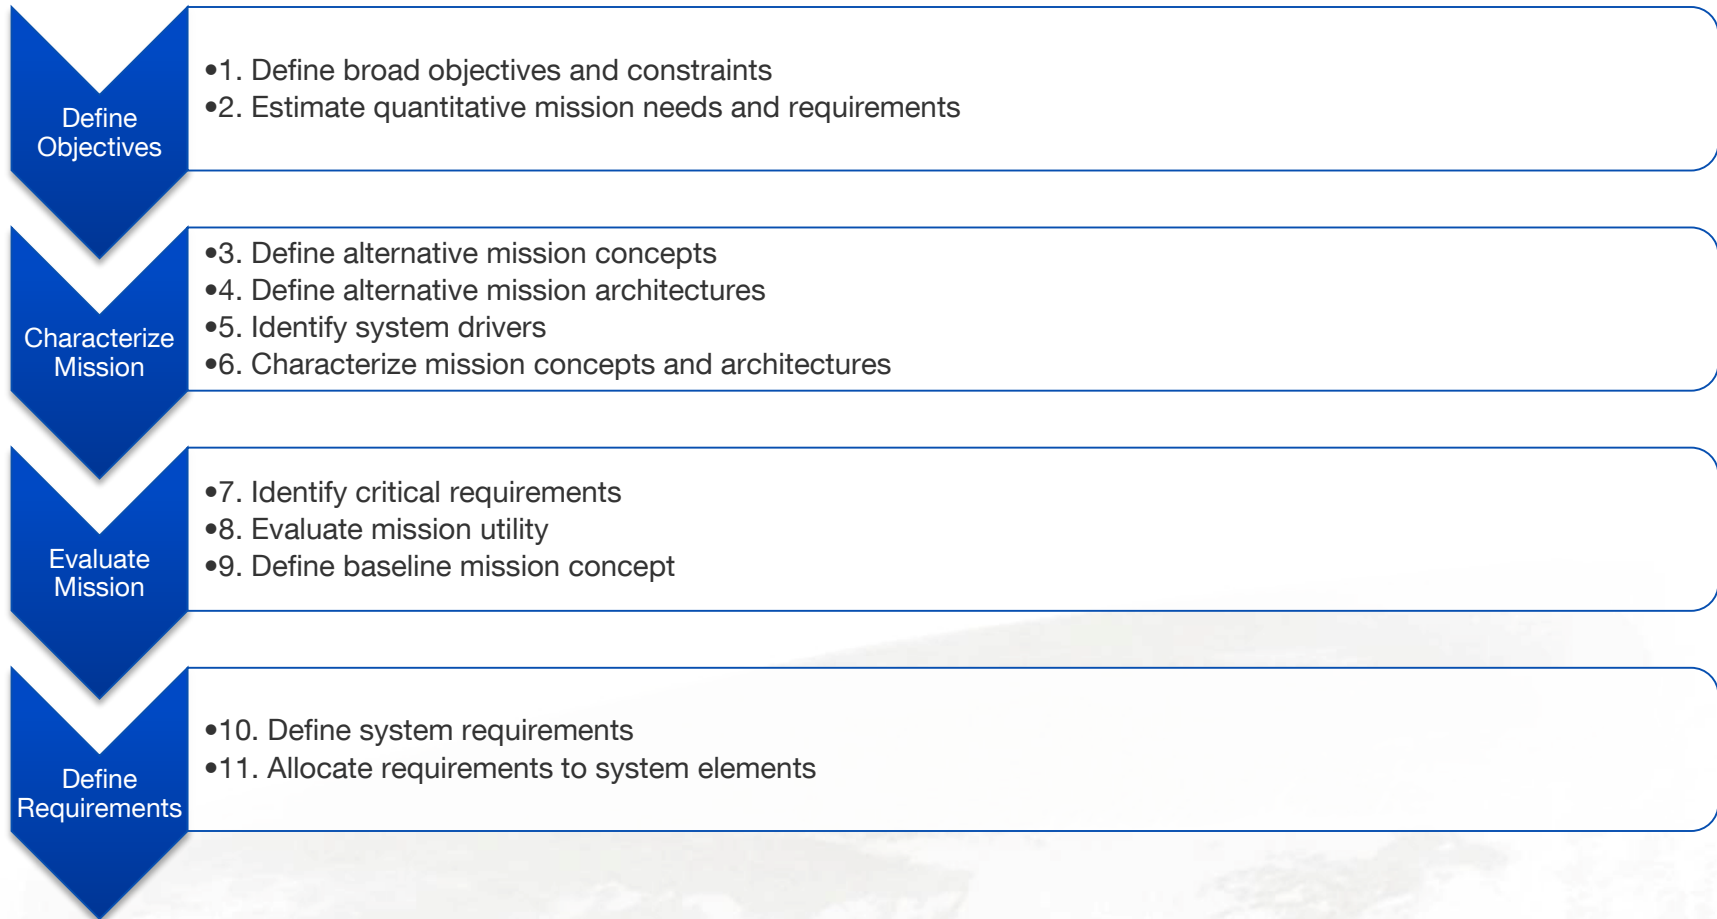 Define
Objectives
•1. Define broad objectives and constraints
•2. Estimate quantitative mission needs and requirements
Characterize
Mission
•3. Define alternative mission concepts
•4. Define alternative mission architectures
•5. Identify system drivers
•6. Characterize mission concepts and architectures
Evaluate
Mission
•7. Identify critical requirements
•8. Evaluate mission utility
•9. Define baseline mission concept
Define
Requirements
•10. Define system requirements
•11. Allocate requirements to system elements